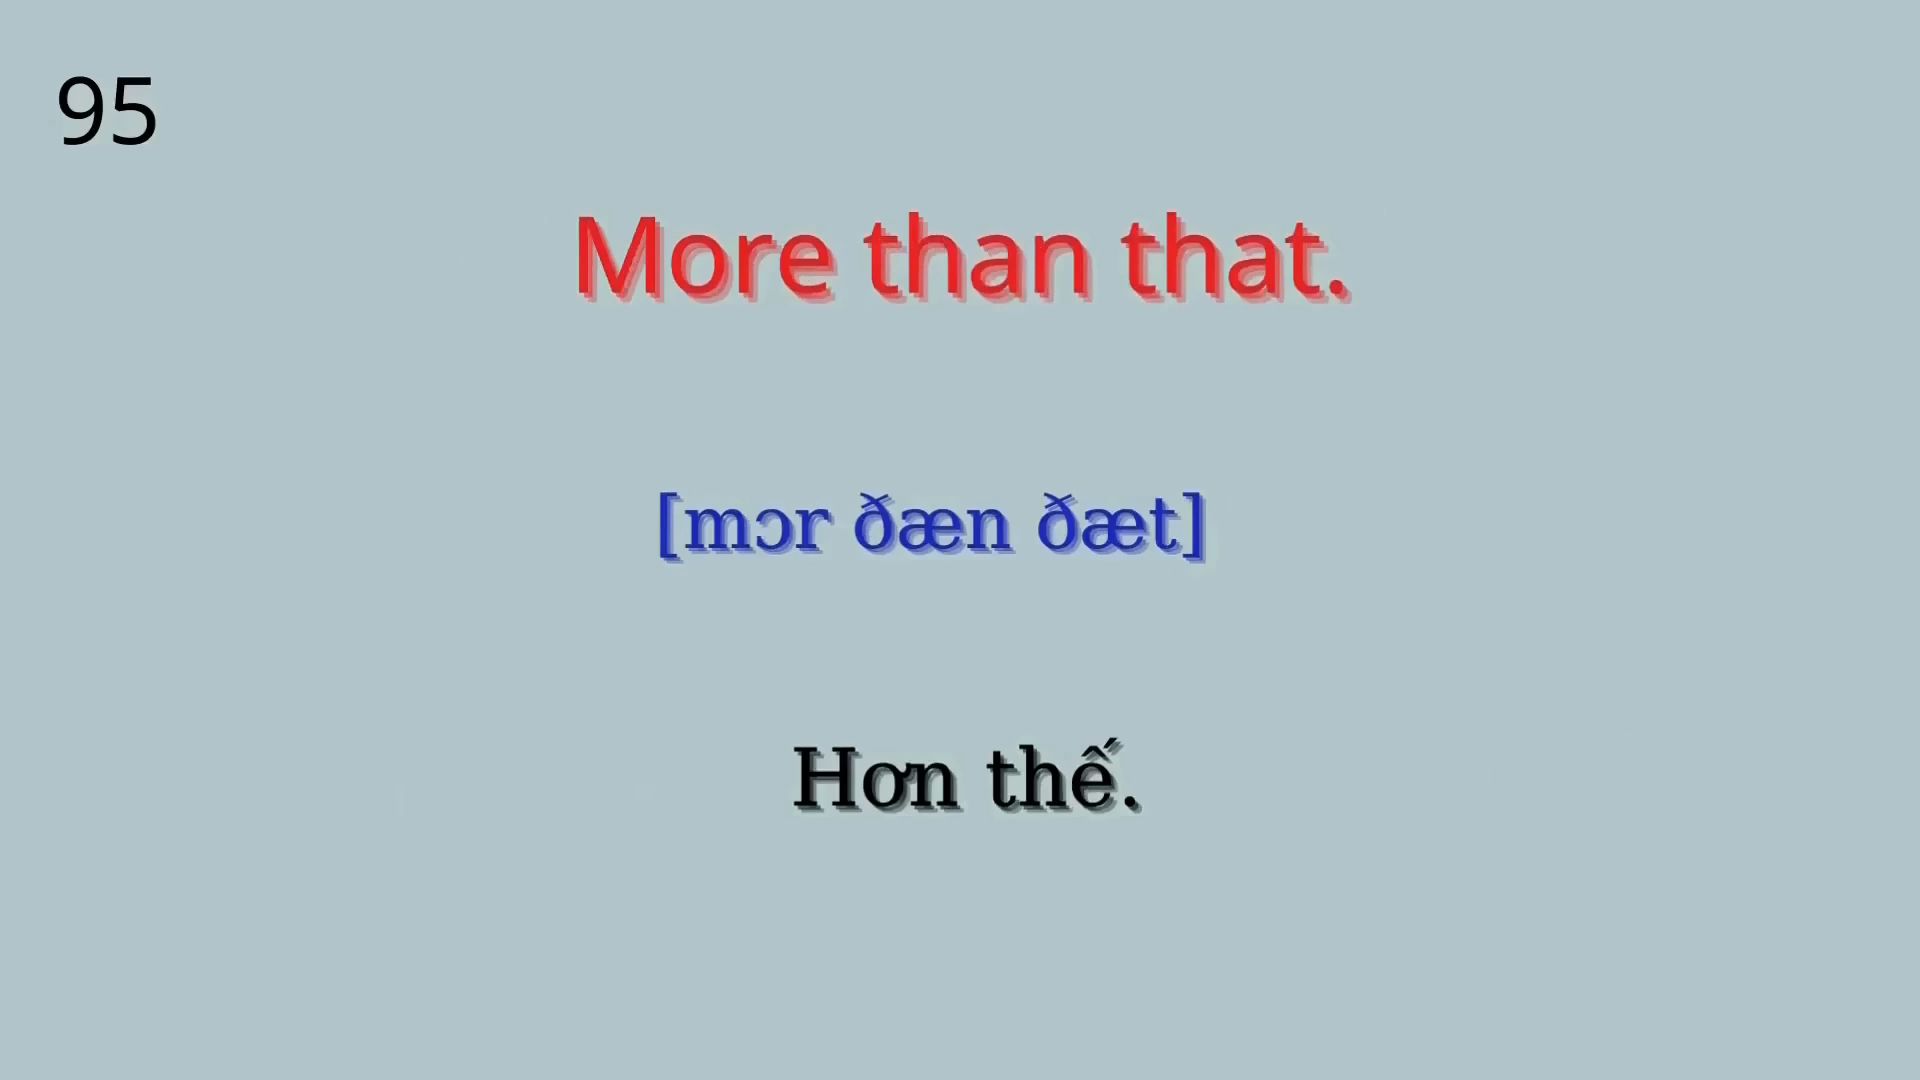 95
More than that.
[mɔr ðæn ðæt]
Hơn thế.